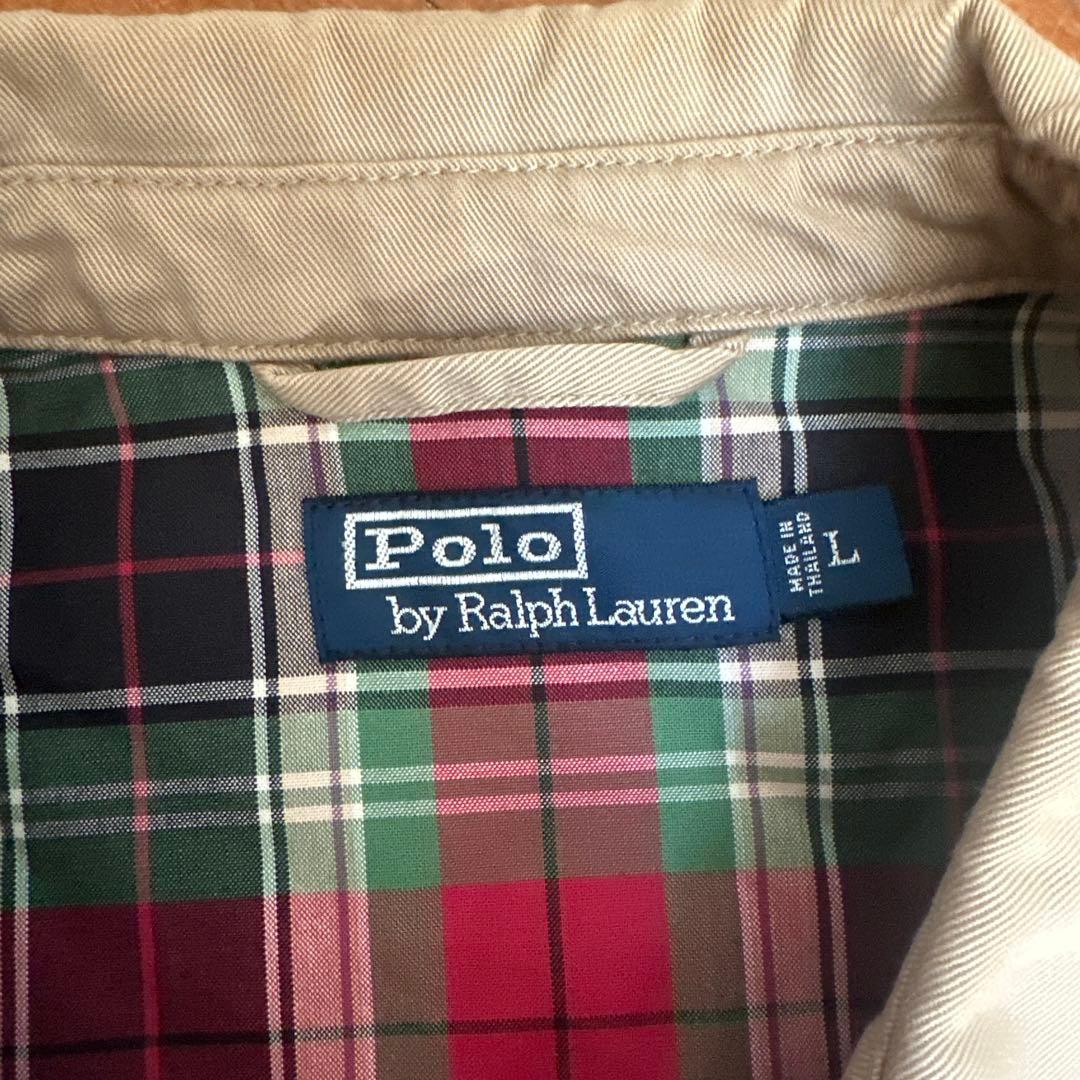 Polo
by Ralph Lauren
MADE IN
THAILAND
L